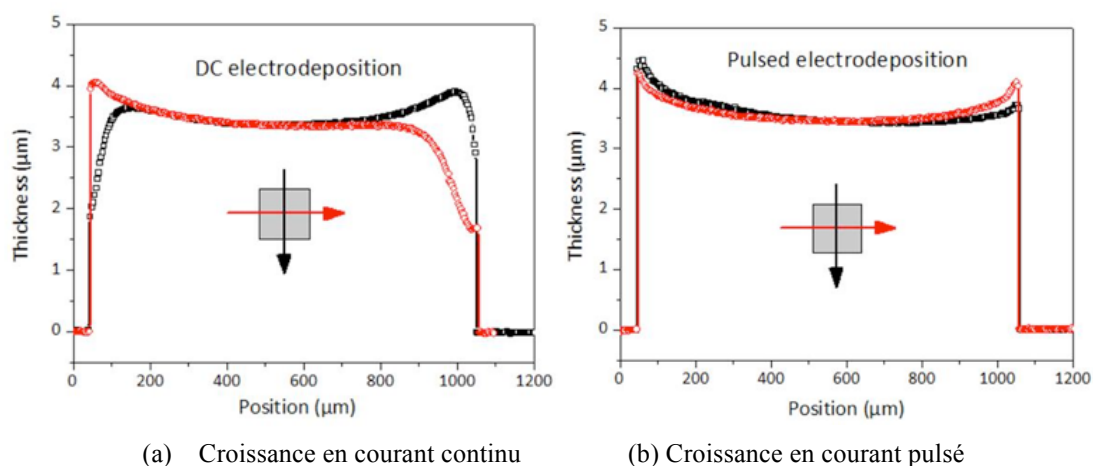 DC electrodeposition
Thickness (µm)
5
4
3
2
1
0
0 200 400 600 800 1000 1200
Position (µm)
Pulsed electrodeposition
Thickness (µm)
5
4
3
2
1
0
0 200 400 600 800 1000 1200
Position (µm)
(a) Croissance en courant continu
(b) Croissance en courant pulsé